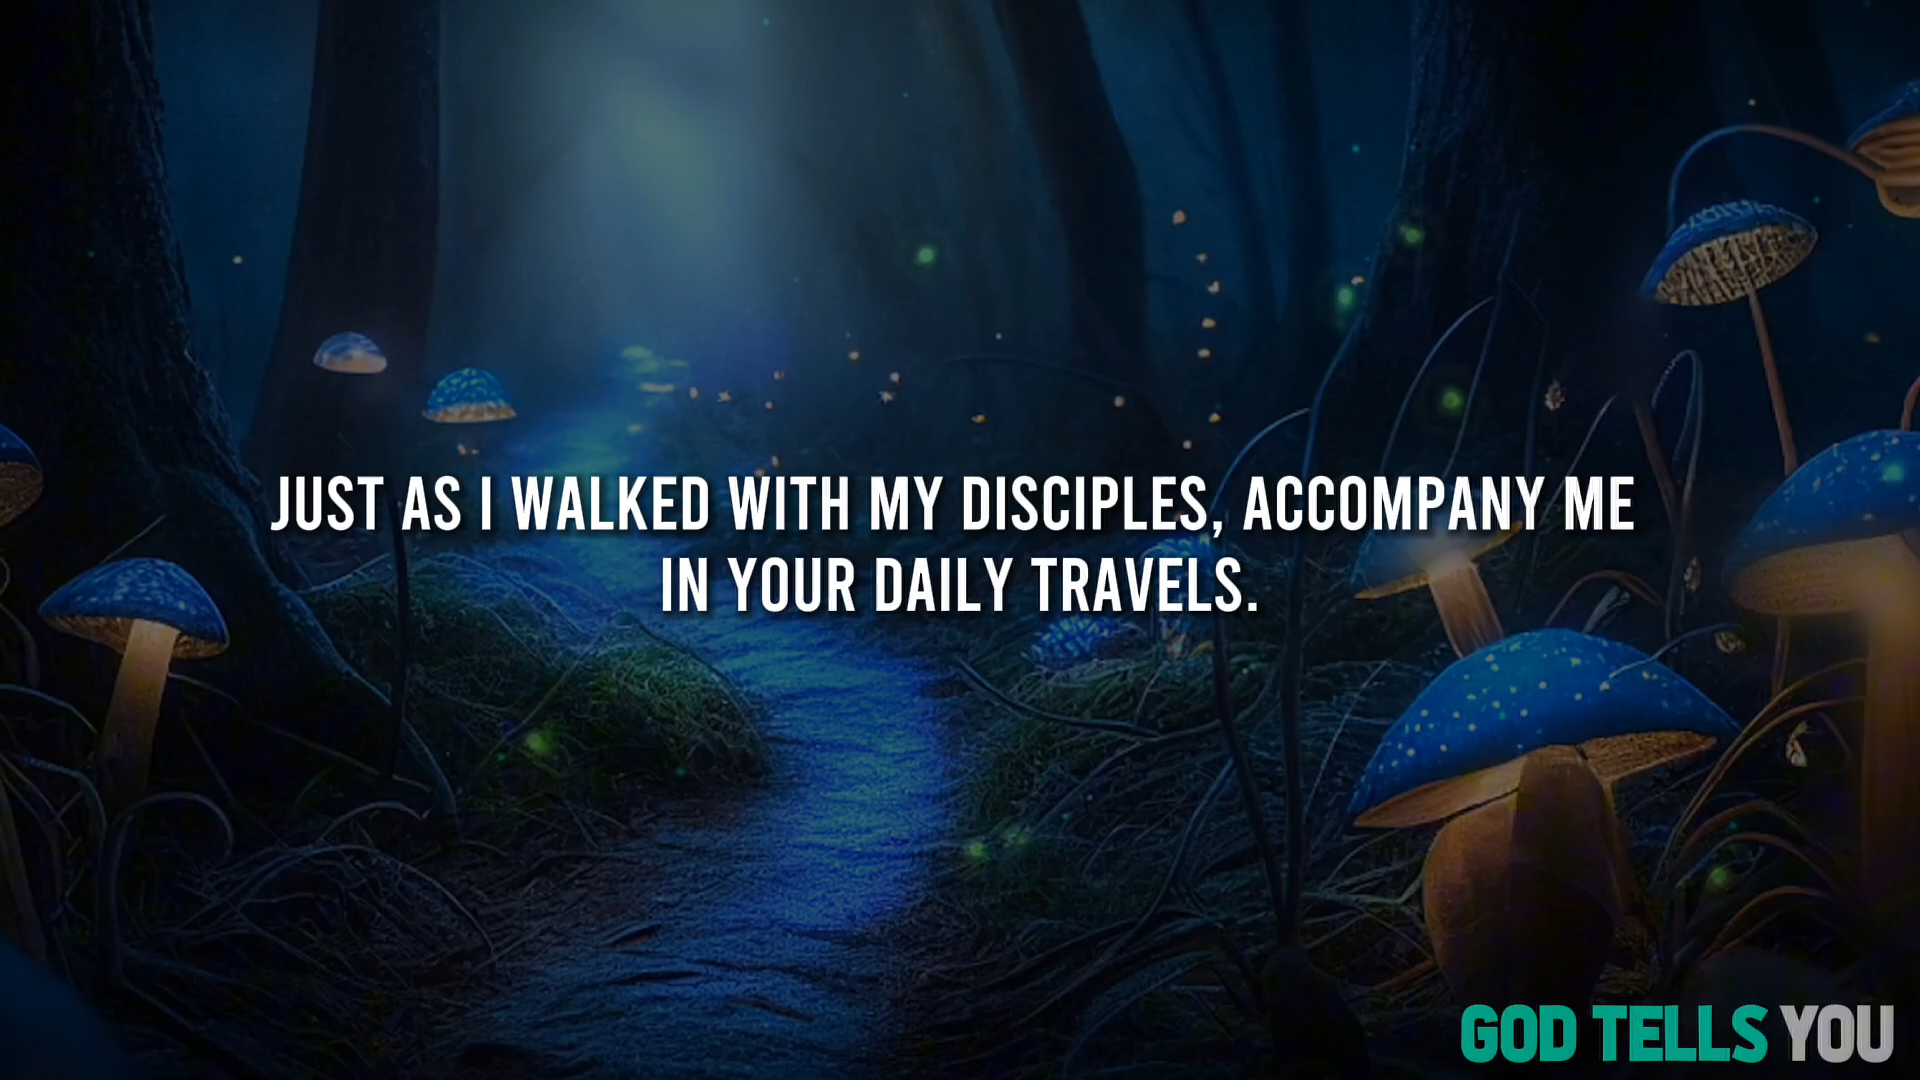 JUST AS I WALKED WITH MY DISCIPLES, ACCOMPANY ME
IN YOUR DAILY TRAVELS.
GOD TELLS YOU